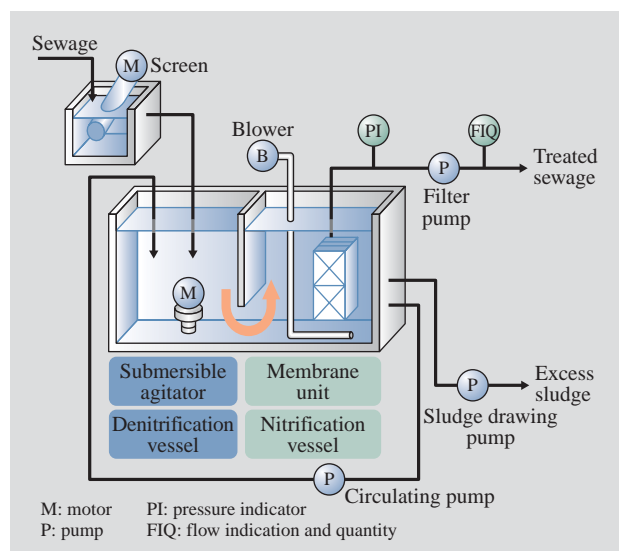 Sewage
M
Screen
Blower
B
PI
FIQ
P
Treated
sewage
Filter
pump
M
Submersible
agitator
Membrane
unit
Denitrification
vessel
Nitrification
vessel
P
Excess
sludge
Sludge drawing
pump
P
Circulating pump
M: motor
PI: pressure indicator
P: pump
FIQ: flow indication and quantity